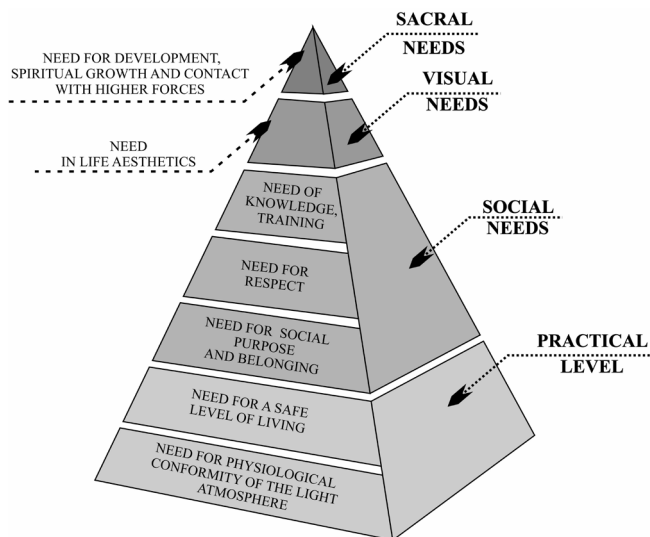 NEED FOR DEVELOPMENT,
SPIRITUAL GROWTH AND CONTACT
WITH HIGHER FORCES
SACRAL
NEEDS
NEED
IN LIFE AESTHETICS
VISUAL
NEEDS
NEED OF
KNOWLEDGE,
TRAINING
NEED FOR
RESPECT
NEED FOR SOCIAL
PURPOSE
AND BELONGING
SOCIAL
NEEDS
NEED FOR A SAFE
LEVEL OF LIVING
NEED FOR PHYSIOLOGICAL
CONFORMITY OF THE LIGHT
ATMOSPHERE
PRACTICAL
LEVEL